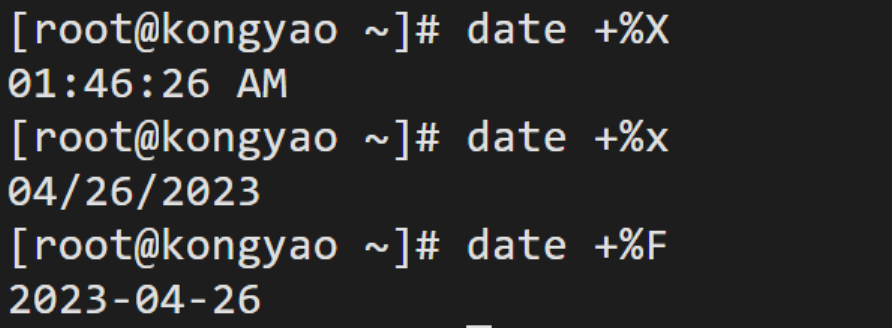 [root@kongyao ~]# date +%X
01:46:26 AM
[root@kongyao ~]# date +%x
04/26/2023
[root@kongyao ~]# date +%F
2023-04-26